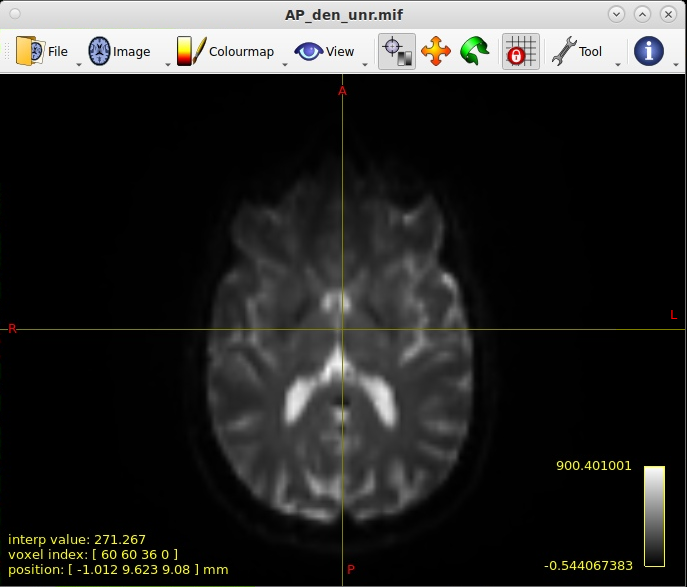 AP_den_unr.mif
File Image Colourmap View Tool
A
R
L
900.401001
-0.544067383
interp value: 271.267
voxel index: [ 60 60 36 0 ]
position: [ -1.012 9.623 9.08 ] mm
P